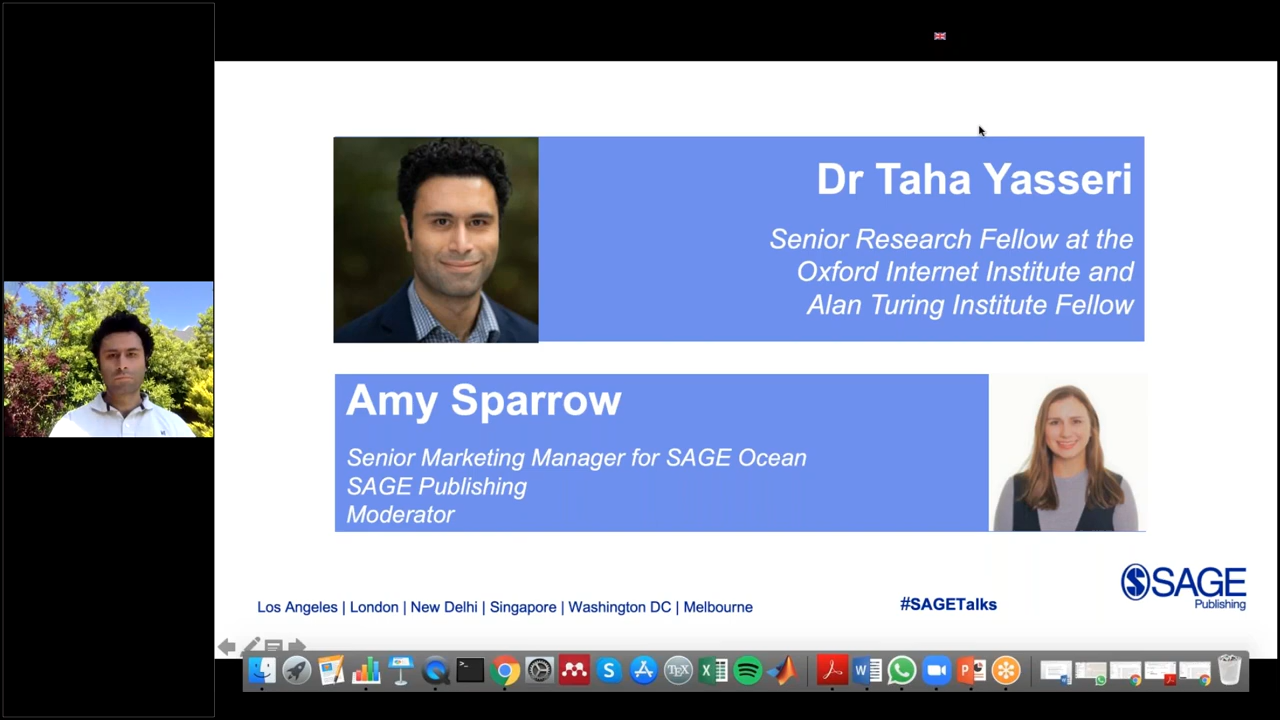 Dr Taha Yasseri
Senior Research Fellow at the
Oxford Internet Institute and
Alan Turing Institute Fellow
Amy Sparrow
Senior Marketing Manager for SAGE Ocean
SAGE Publishing
Moderator
Los Angeles | London | New Delhi | Singapore | Washington DC | Melbourne
#SAGETalks
SAGE
Publishing
TEX